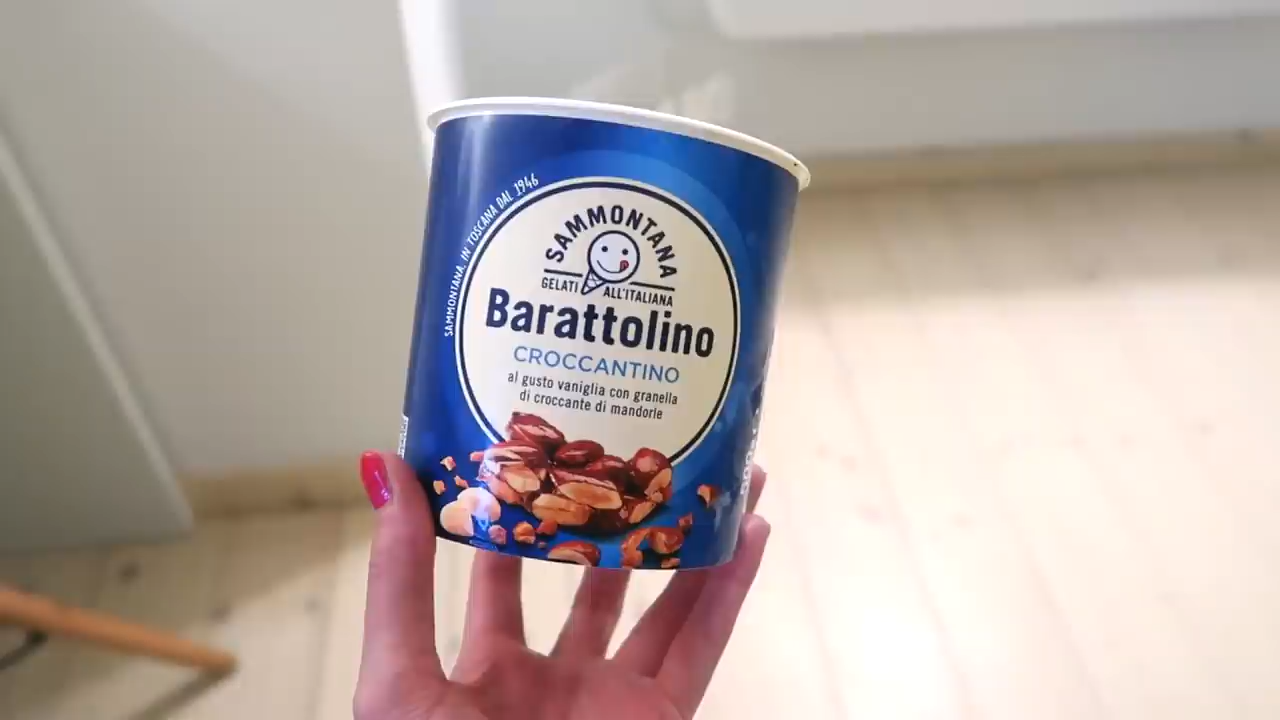 SAMMONTANA, IN TOSCANA DAL 1946
SAMMONTANA
GELATI ALL'ITALIANA
Barattolino
CROCCANTINO
al gusto vaniglia con granella
di croccante di mandorle